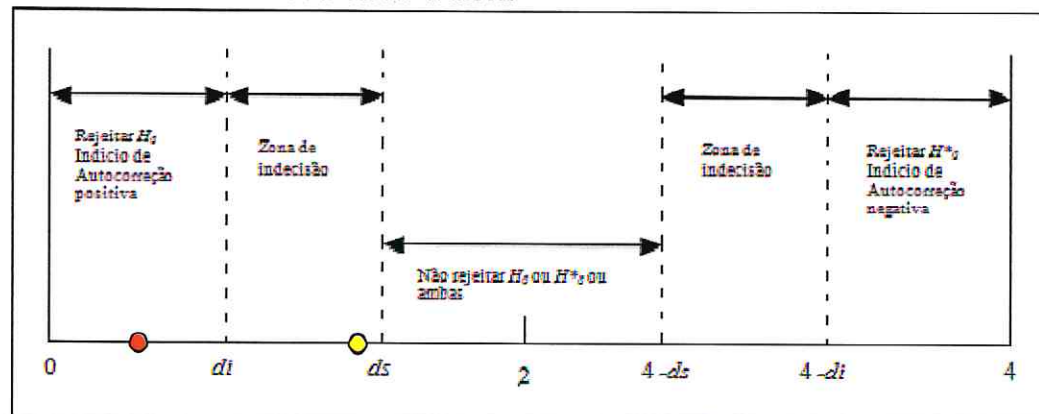 Rejeitar H₀
Indício de
Autocorreção
positiva
Zona de
indecisão
Não rejeitar H₀ ou H*₀ ou
ambas
Zona de
indecisão
Rejeitar H*₀
Indício de
Autocorreção
negativa
0 di ds 2 4-ds 4-di 4